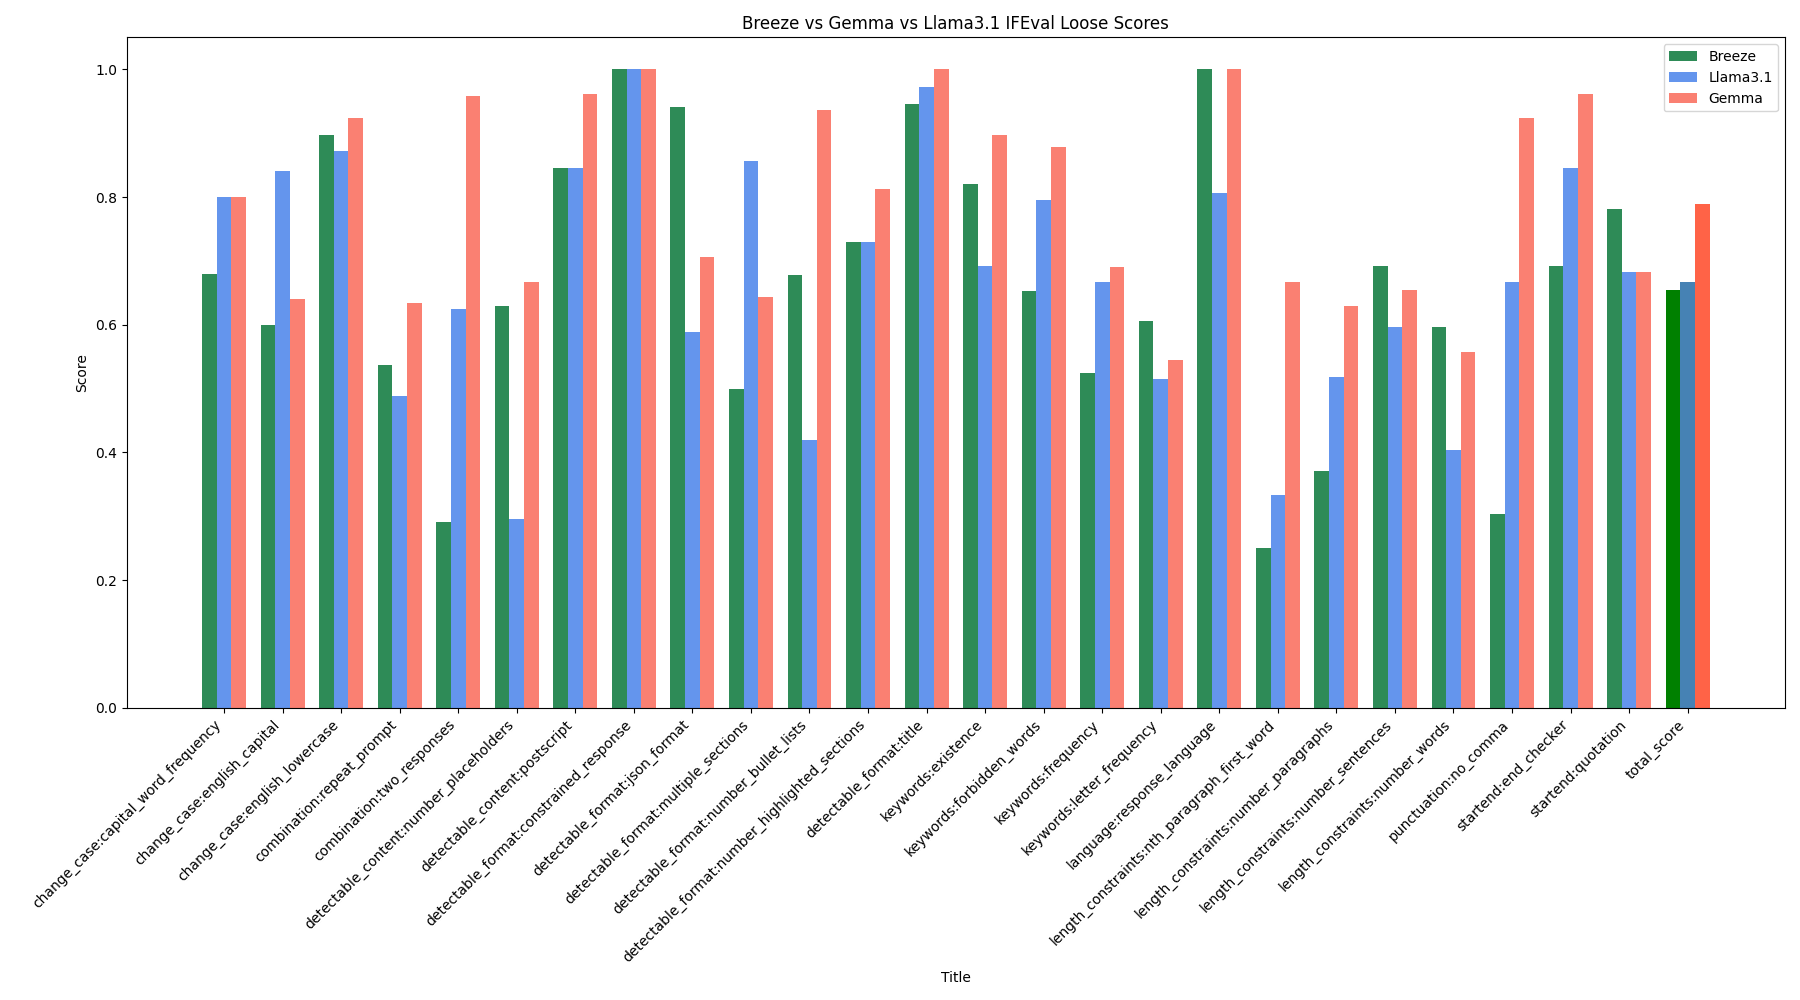 Breeze vs Gemma vs Llama3.1 IFEval Loose Scores
Breeze
Llama3.1
Gemma
1.0
0.8
0.6
0.4
0.2
0.0
Score
change_case:capital_word_frequency
change_case:english_capital
change_case:english_lowercase
combination:repeat_prompt
combination:two_responses
detectable_content:number_placeholders
detectable_content:postscript
detectable_format:constrained_response
detectable_format:json_format
detectable_format:multiple_sections
detectable_format:number_bullet_lists
detectable_format:number_highlighted_sections
detectable_format:title
keywords:existence
keywords:forbidden_words
keywords:frequency
keywords:letter_frequency
language:response_language
length_constraints:nth_paragraph_first_word
length_constraints:number_paragraphs
length_constraints:number_sentences
length_constraints:number_words
punctuation:no_comma
startend:end_checker
startend:quotation
total_score
Title